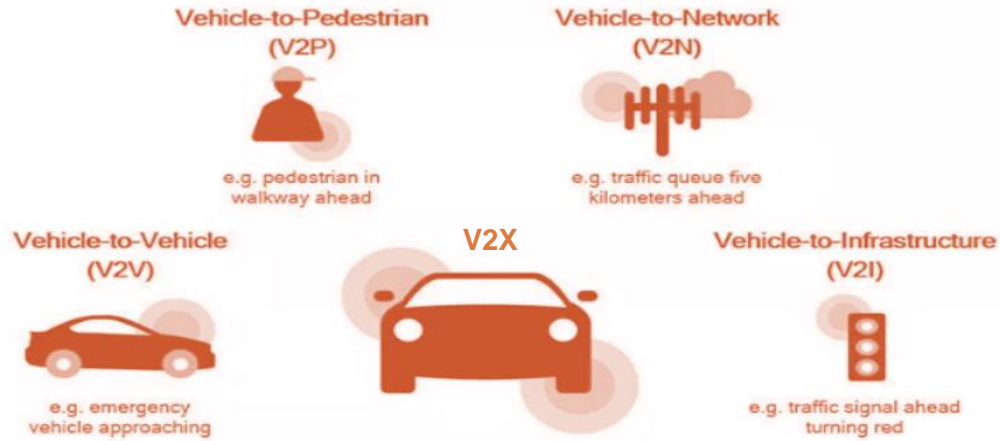 Vehicle-to-Pedestrian
(V2P)
e.g. pedestrian in
walkway ahead
Vehicle-to-Network
(V2N)
e.g. traffic queue five
kilometers ahead
Vehicle-to-Vehicle
(V2V)
e.g. emergency
vehicle approaching
V2X
Vehicle-to-Infrastructure
(V2I)
e.g. traffic signal ahead
turning red